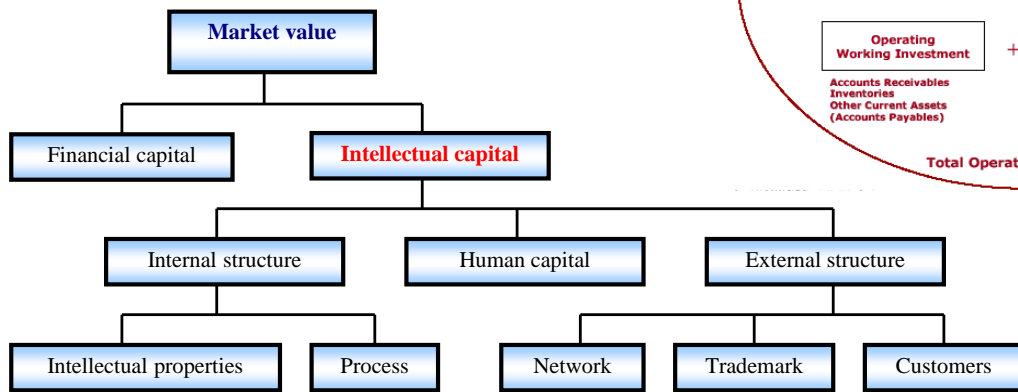 Market value
Financial capital
Intellectual capital
Internal structure
Human capital
External structure
Intellectual properties
Process
Network
Trademark
Customers
Operating
Working Investment
+
Accounts Receivables
Inventories
Other Current Assets
(Accounts Payables)
Total Operat